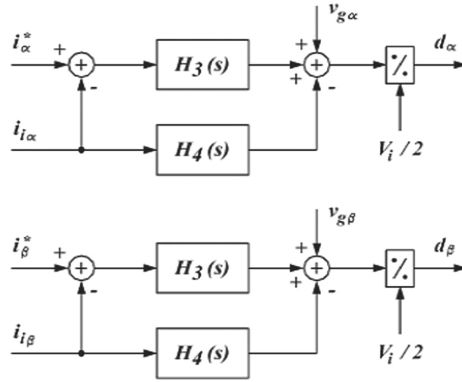 i*α + - H3(s) vgα + + - ⁒ dα
iiα H4(s) Vi / 2
i*β + - H3(s) vgβ + + - ⁒ dβ
iiβ H4(s) Vi / 2